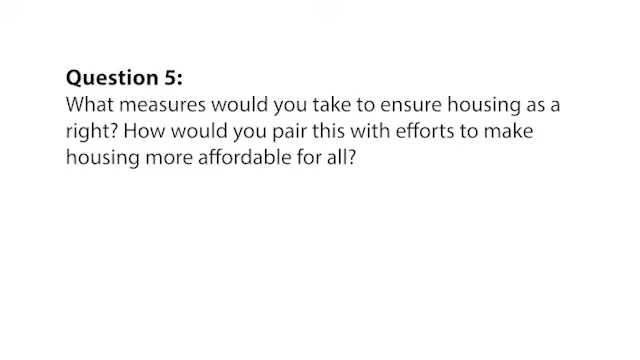 Question 5:
What measures would you take to ensure housing as a
right? How would you pair this with efforts to make
housing more affordable for all?